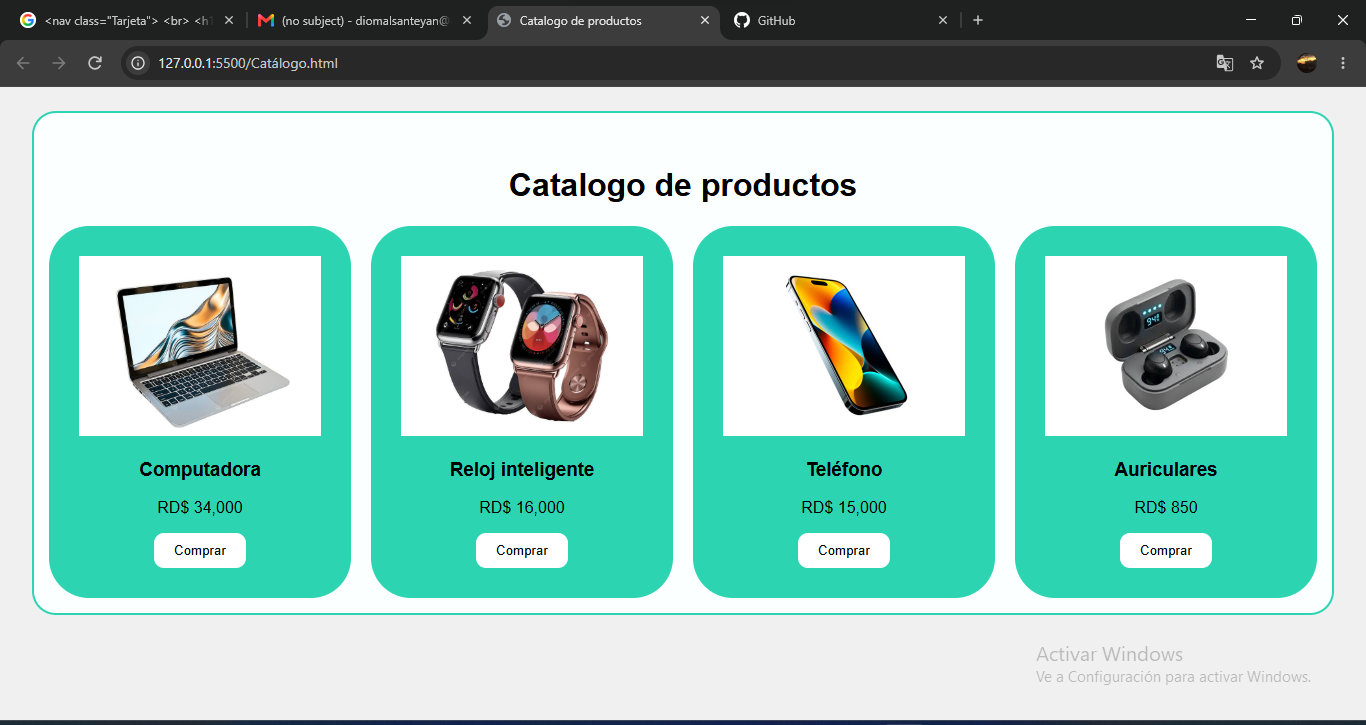 <nav class="Tarjeta"> <br> <h1
(no subject) - diomalsanteyan@
Catalogo de productos
GitHub
127.0.0.1:5500/Catálogo.html
Catalogo de productos
Computadora
Reloj inteligente
Teléfono
Auriculares
RD$ 34,000
RD$ 16,000
RD$ 15,000
RD$ 850
Comprar
Comprar
Comprar
Comprar
Activar Windows
Ve a Configuración para activar Windows.